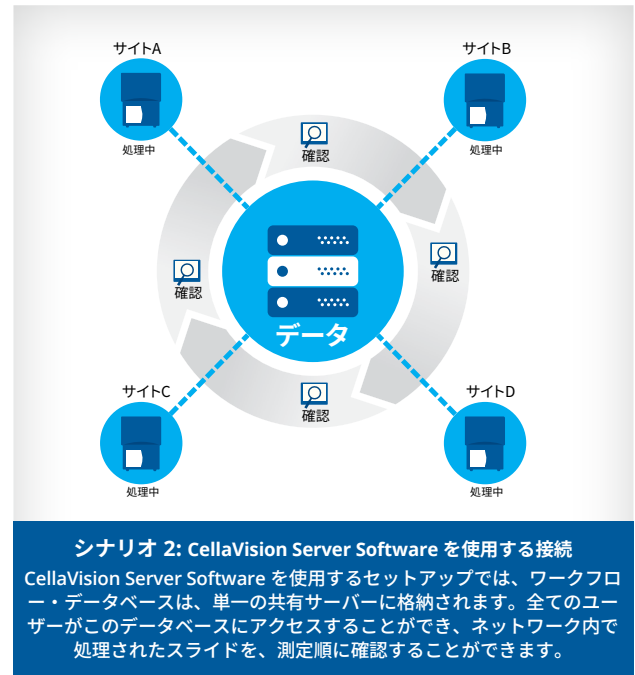 サイトA
サイトB
処理中
処理中
確認
確認
確認
データ
確認
サイトC
サイトD
処理中
処理中
シナリオ 2: CellaVision Server Software を使用する接続
CellaVision Server Software を使用するセットアップでは、ワークフロ
ー・データベースは、単一の共有サーバーに格納されます。全てのユー
ザーがこのデータベースにアクセスすることができ、ネットワーク内で
処理されたスライドを、測定順に確認することができます。